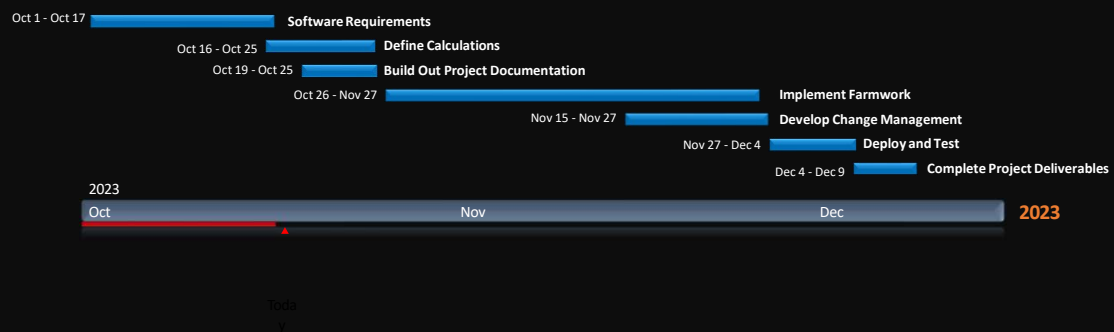 Oct 1 - Oct 17 Software Requirements
Oct 16 - Oct 25 Define Calculations
Oct 19 - Oct 25 Build Out Project Documentation
Oct 26 - Nov 27 Implement Farmwork
Nov 15 - Nov 27 Develop Change Management
Nov 27 - Dec 4 Deploy and Test
Dec 4 - Dec 9 Complete Project Deliverables
2023
Oct Nov Dec 2023
Toda
y